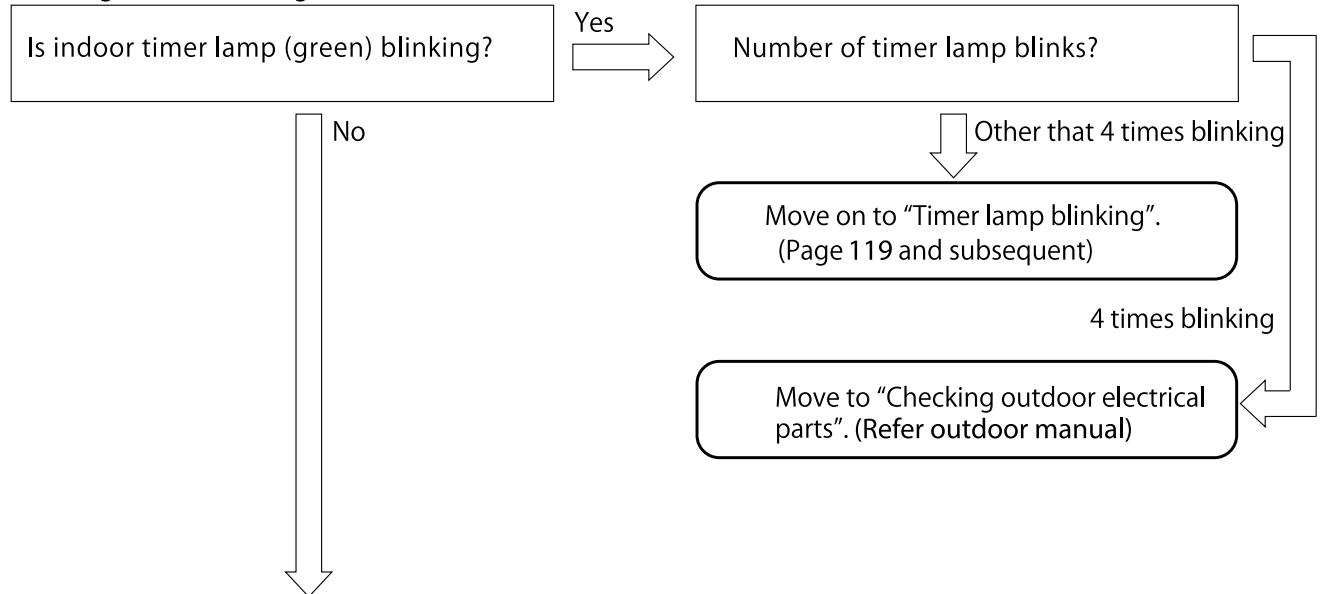 Is indoor timer lamp (green) blinking?
Yes
Number of timer lamp blinks?
No
Other that 4 times blinking
Move on to “Timer lamp blinking”.
(Page 119 and subsequent)
4 times blinking
Move to “Checking outdoor electrical
parts”. (Refer outdoor manual)